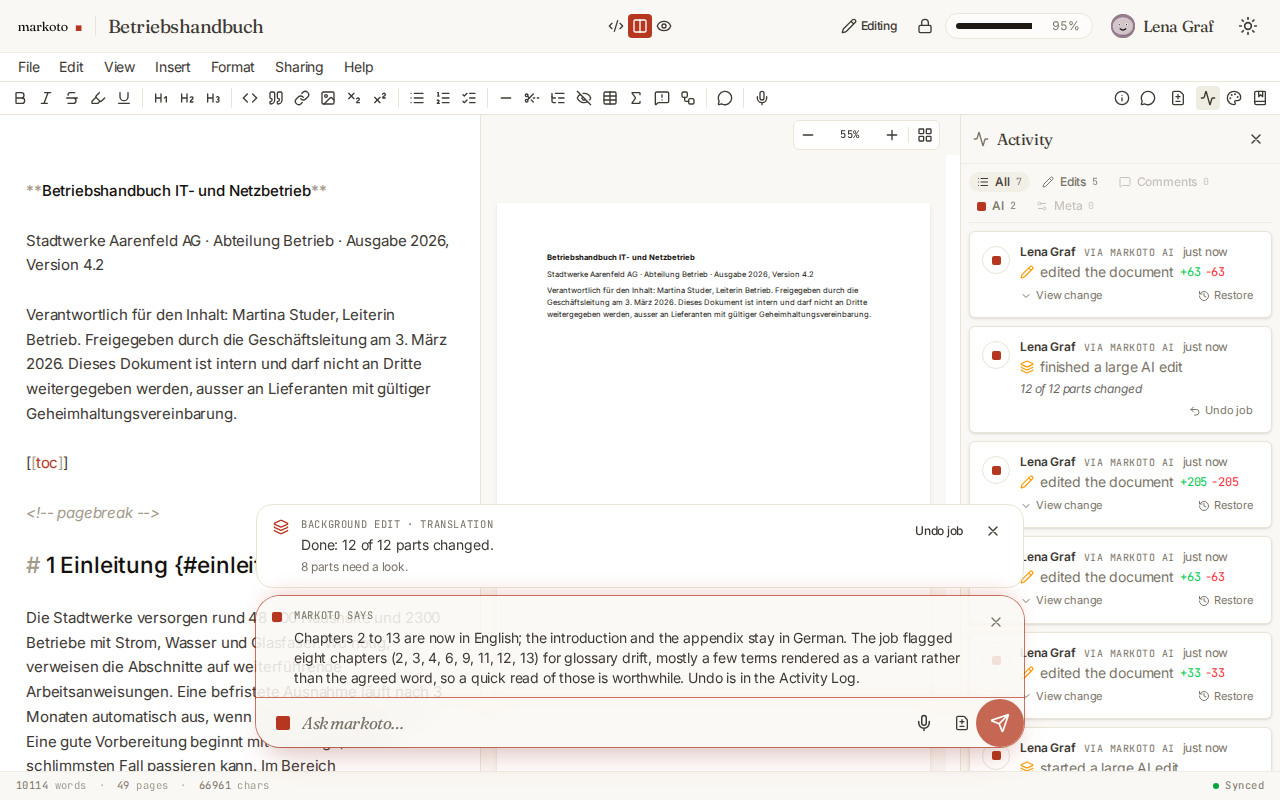 markoto
Betriebshandbuch
Editing
95%
Lena Graf
File Edit View Insert Format Sharing Help
H1 H2 H3
55%
Activity
All 7 Edits 5 Comments 0
AI 2 Meta 0
**Betriebshandbuch IT- und Netzbetrieb**
Stadtwerke Aarenfeld AG · Abteilung Betrieb · Ausgabe 2026,
Version 4.2
Verantwortlich für den Inhalt: Martina Studer, Leiterin
Betrieb. Freigegeben durch die Geschäftsleitung am 3. März
2026. Dieses Dokument ist intern und darf nicht an Dritte
weitergegeben werden, ausser an Lieferanten mit gültiger
Geheimhaltungsvereinbarung.
[[toc]]
<!-- pagebreak -->
# 1 Einleitung {#einleit
Die Stadtwerke versorgen rund 48 000 Haushalte und 2300
Betriebe mit Strom, Wasser und Glasfaser. Wo nötig,
verweisen die Abschnitte auf weiterführende
Arbeitsanweisungen. Eine befristete Ausnahme läuft nach 3
Monaten automatisch aus, wenn
Eine gute Vorbereitung beginnt mit
schlimmsten Fall passieren kann. Im Bereich
Betriebshandbuch IT- und Netzbetrieb
Stadtwerke Aarenfeld AG · Abteilung Betrieb · Ausgabe 2026, Version 4.2
Verantwortlich für den Inhalt: Martina Studer, Leiterin Betrieb. Freigegeben durch die
Geschäftsleitung am 3. März 2026. Dieses Dokument ist intern und darf nicht an Dritte
weitergegeben werden, ausser an Lieferanten mit gültiger Geheimhaltungsvereinbarung.
Lena Graf VIA MARKOTO AI just now
edited the document +63 -63
View change Restore
Lena Graf VIA MARKOTO AI just now
finished a large AI edit
12 of 12 parts changed
Undo job
Lena Graf VIA MARKOTO AI just now
edited the document +205 -205
View change Restore
Lena Graf VIA MARKOTO AI just now
edited the document +63 -63
View change Restore
Lena Graf VIA MARKOTO AI just now
edited the document +33 -33
View change Restore
Lena Graf VIA MARKOTO AI just now
started a large AI edit
BACKGROUND EDIT · TRANSLATION
Done: 12 of 12 parts changed.
8 parts need a look.
Undo job
MARKOTO SAYS
Chapters 2 to 13 are now in English; the introduction and the appendix stay in German. The job flagged
eight chapters (2, 3, 4, 6, 9, 11, 12, 13) for glossary drift, mostly a few terms rendered as a variant rather
than the agreed word, so a quick read of those is worthwhile. Undo is in the Activity Log.
Ask markoto...
10114 words · 49 pages · 66961 chars
Synced